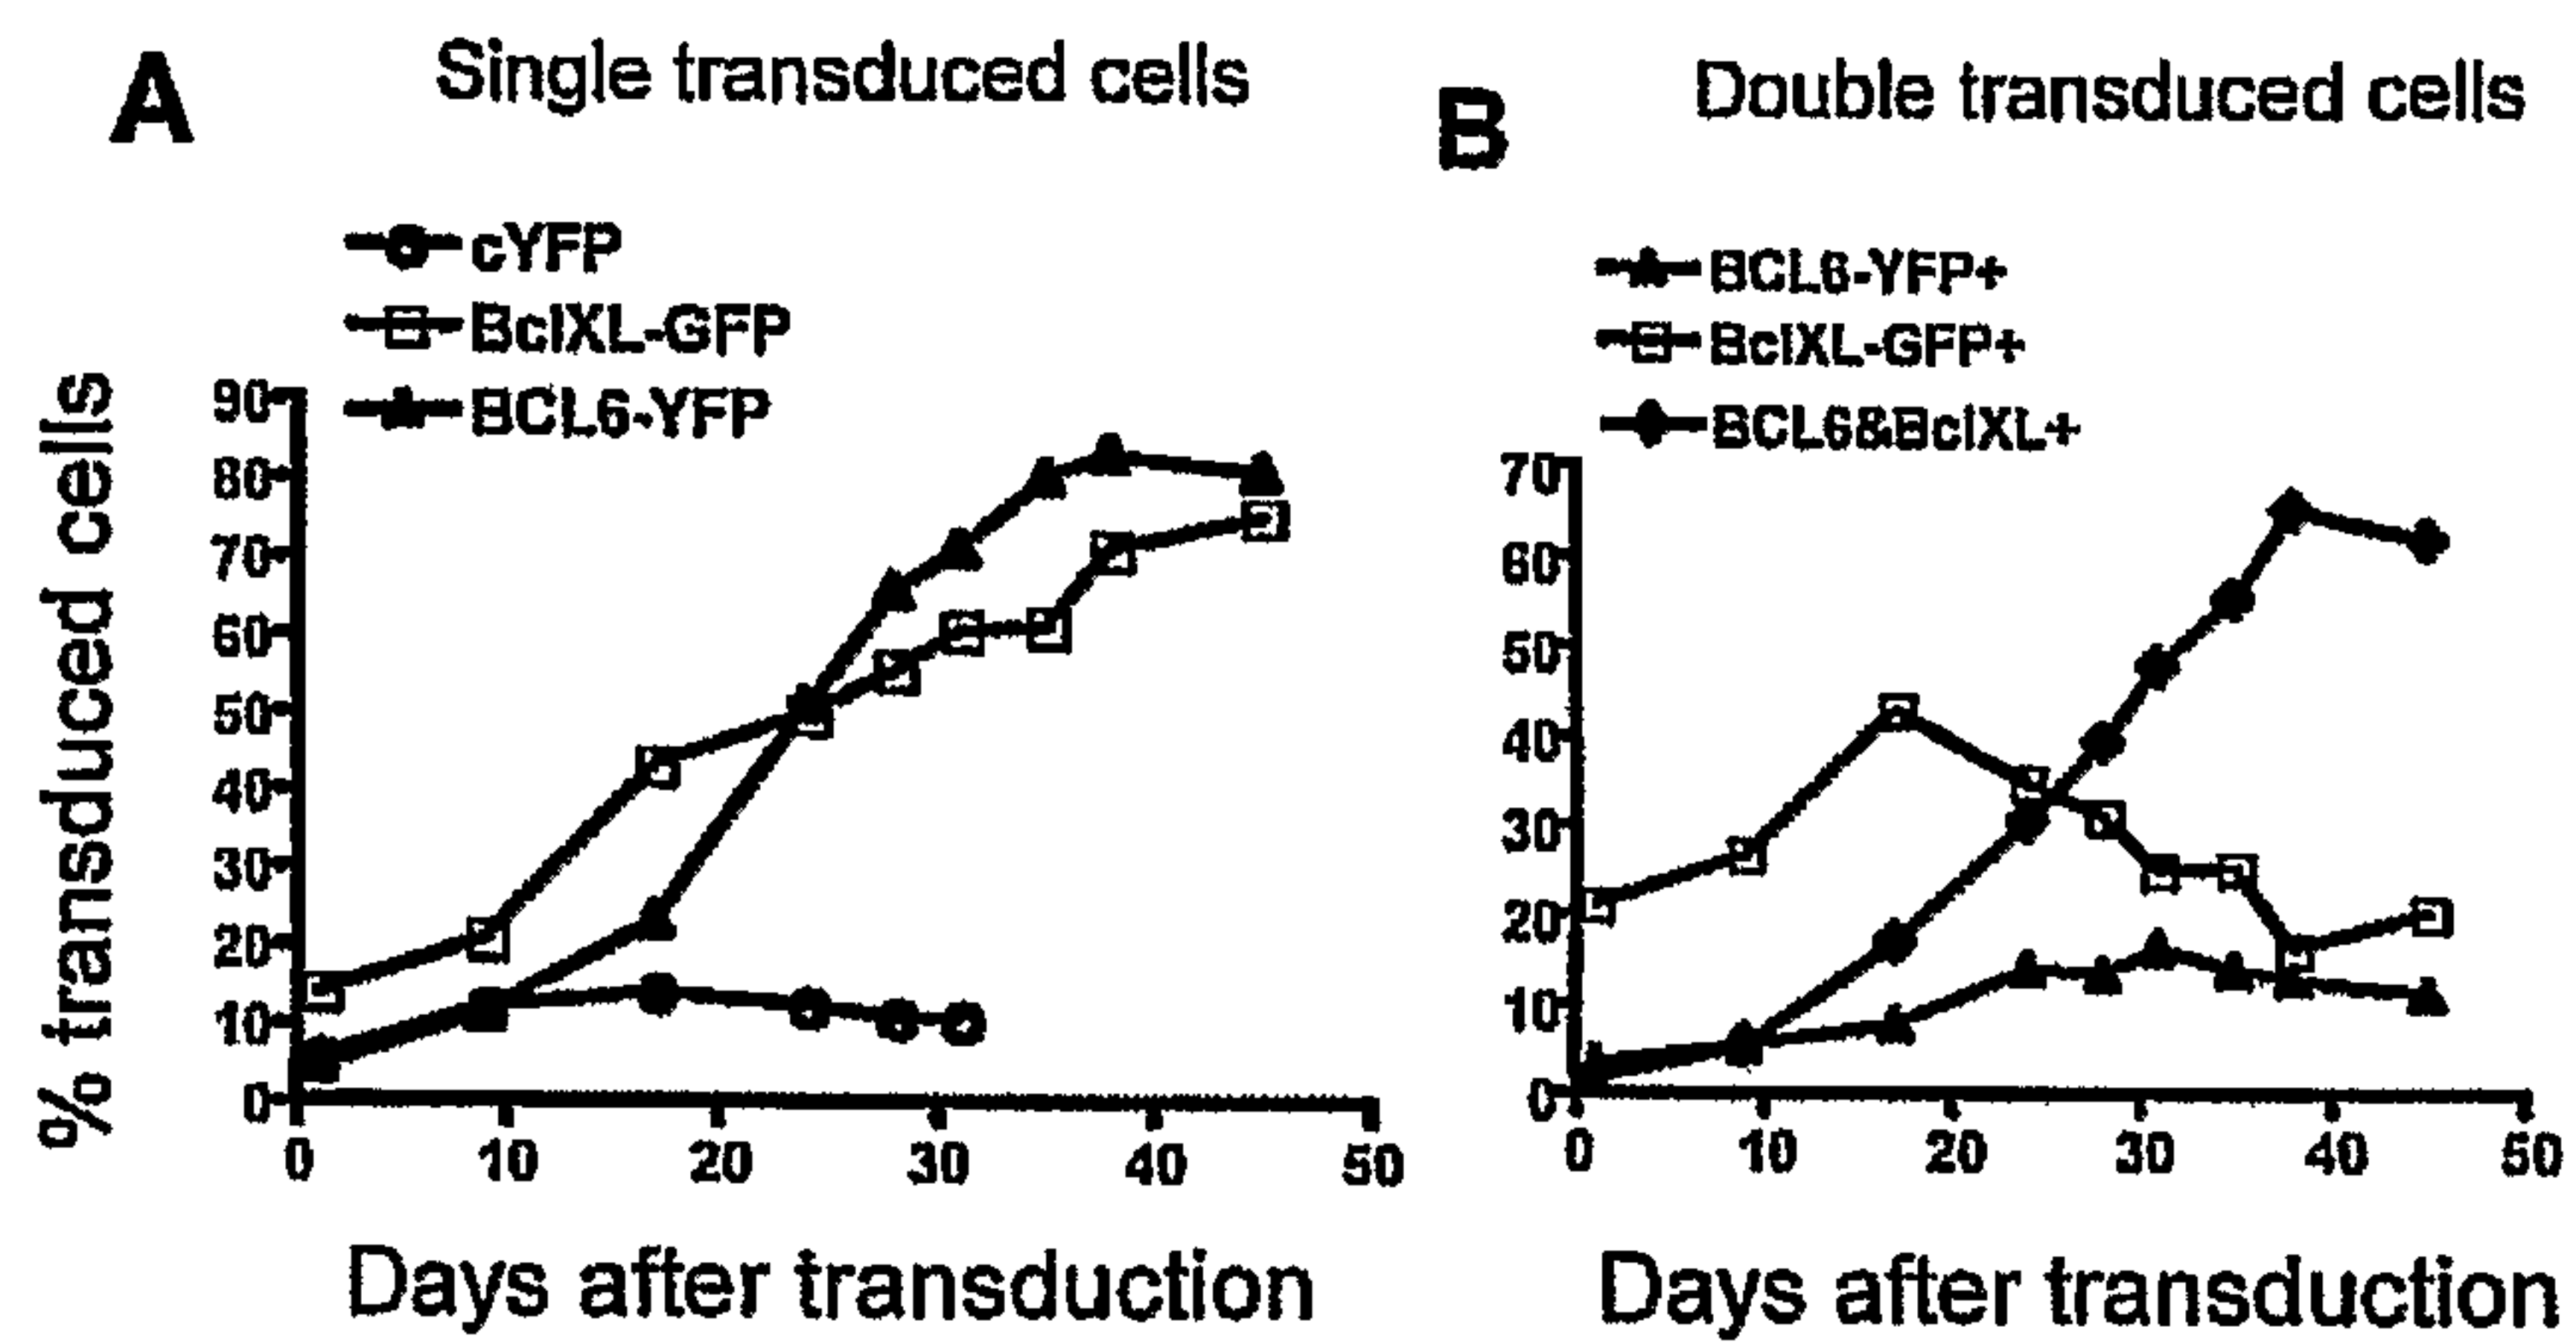 A
Single transduced cells
cYFP
BclXL-GFP
BCL6-YFP
% transduced cells
90
80
70
60
50
40
30
20
10
0
0 10 20 30 40 50
Days after transduction
B
Double transduced cells
BCL6-YFP+
BclXL-GFP+
BCL6&BclXL+
70
60
50
40
30
20
10
0
0 10 20 30 40 50
Days after transduction